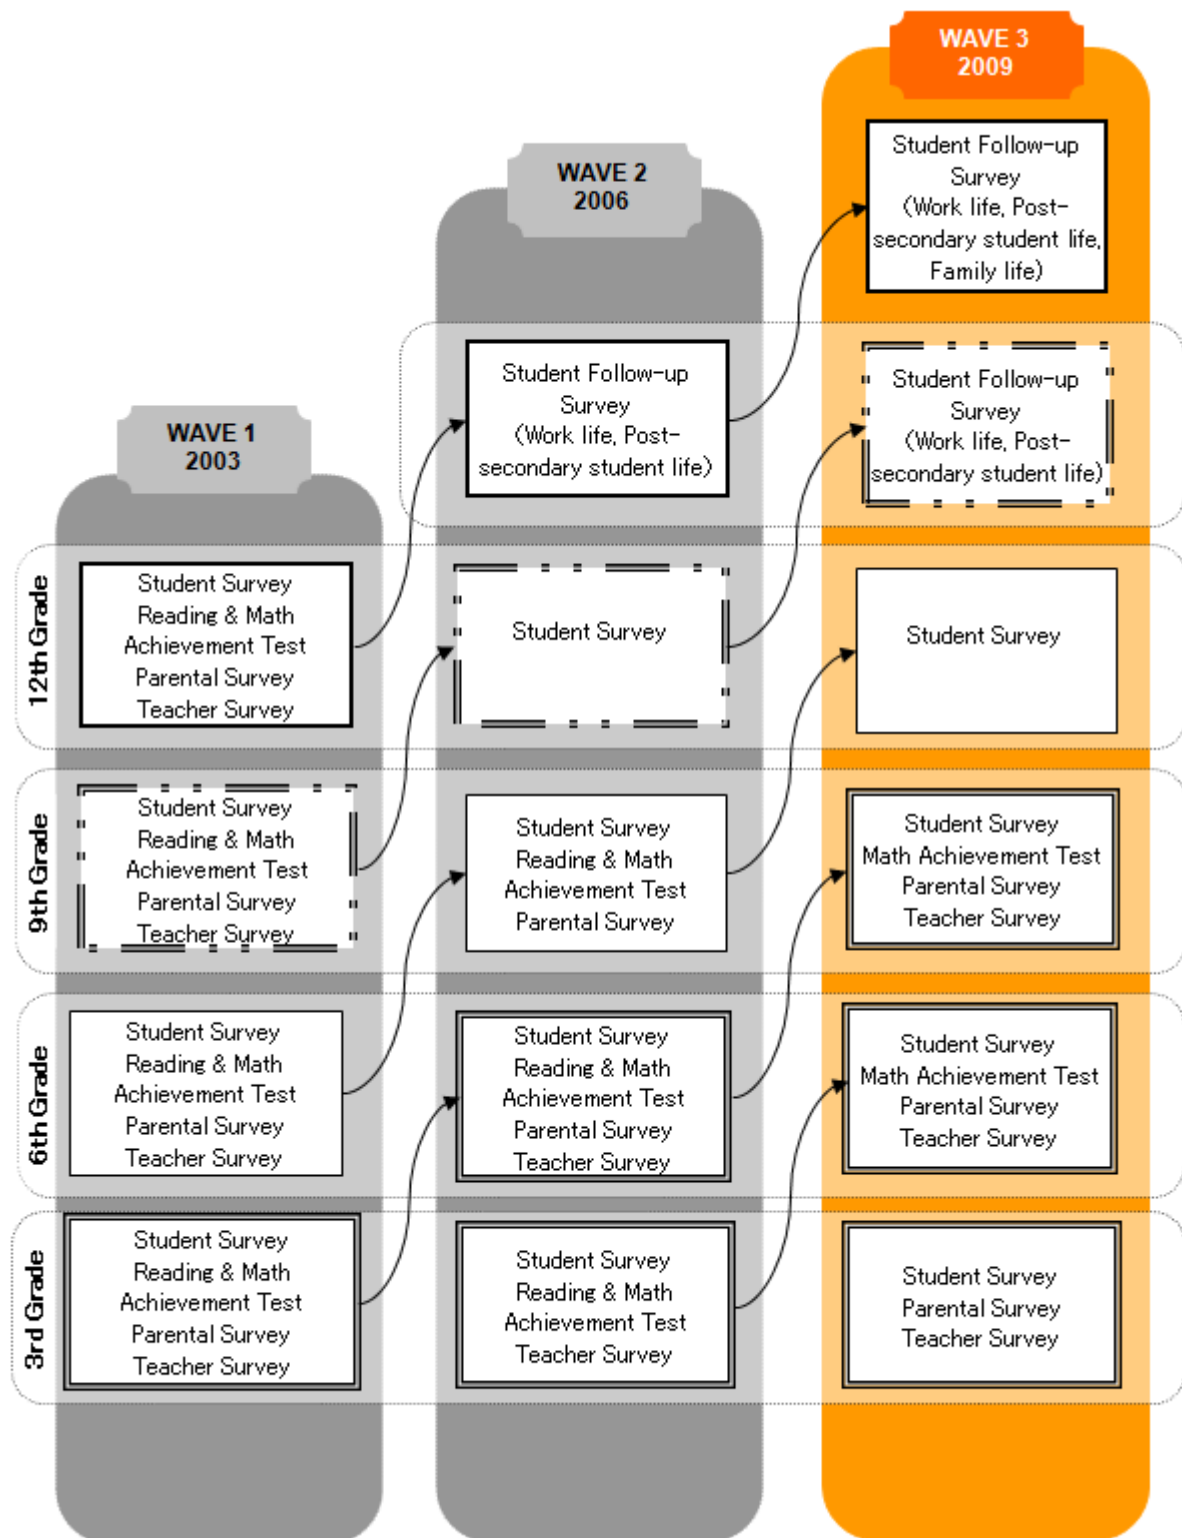 WAVE 1
2003
WAVE 2
2006
WAVE 3
2009
Student Follow-up
Survey
(Work life, Post-
secondary student life,
Family life)
Student Follow-up
Survey
(Work life, Post-
secondary student life)
Student Follow-up
Survey
(Work life, Post-
secondary student life)
12th Grade
Student Survey
Reading & Math
Achievement Test
Parental Survey
Teacher Survey
Student Survey
Student Survey
9th Grade
Student Survey
Reading & Math
Achievement Test
Parental Survey
Teacher Survey
Student Survey
Reading & Math
Achievement Test
Parental Survey
Student Survey
Math Achievement Test
Parental Survey
Teacher Survey
6th Grade
Student Survey
Reading & Math
Achievement Test
Parental Survey
Teacher Survey
Student Survey
Reading & Math
Achievement Test
Parental Survey
Teacher Survey
Student Survey
Math Achievement Test
Parental Survey
Teacher Survey
3rd Grade
Student Survey
Reading & Math
Achievement Test
Parental Survey
Teacher Survey
Student Survey
Reading & Math
Achievement Test
Teacher Survey
Student Survey
Parental Survey
Teacher Survey